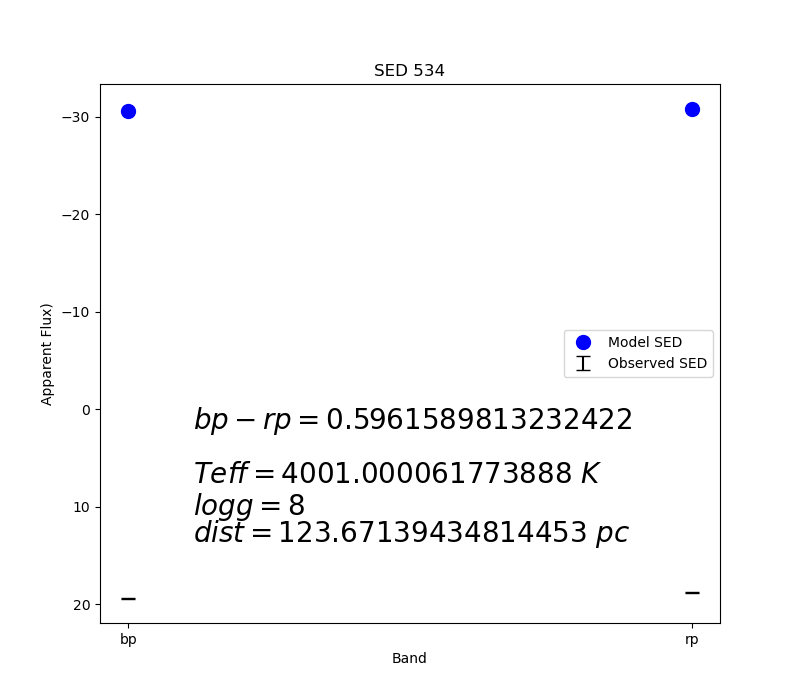 SED 534
Apparent Flux)
−30
−20
−10
0
10
20
Model SED
Observed SED
bp − rp = 0.5961589813232422
Teff = 4001.000061773888 K
logg = 8
dist = 123.67139434814453 pc
bp
rp
Band